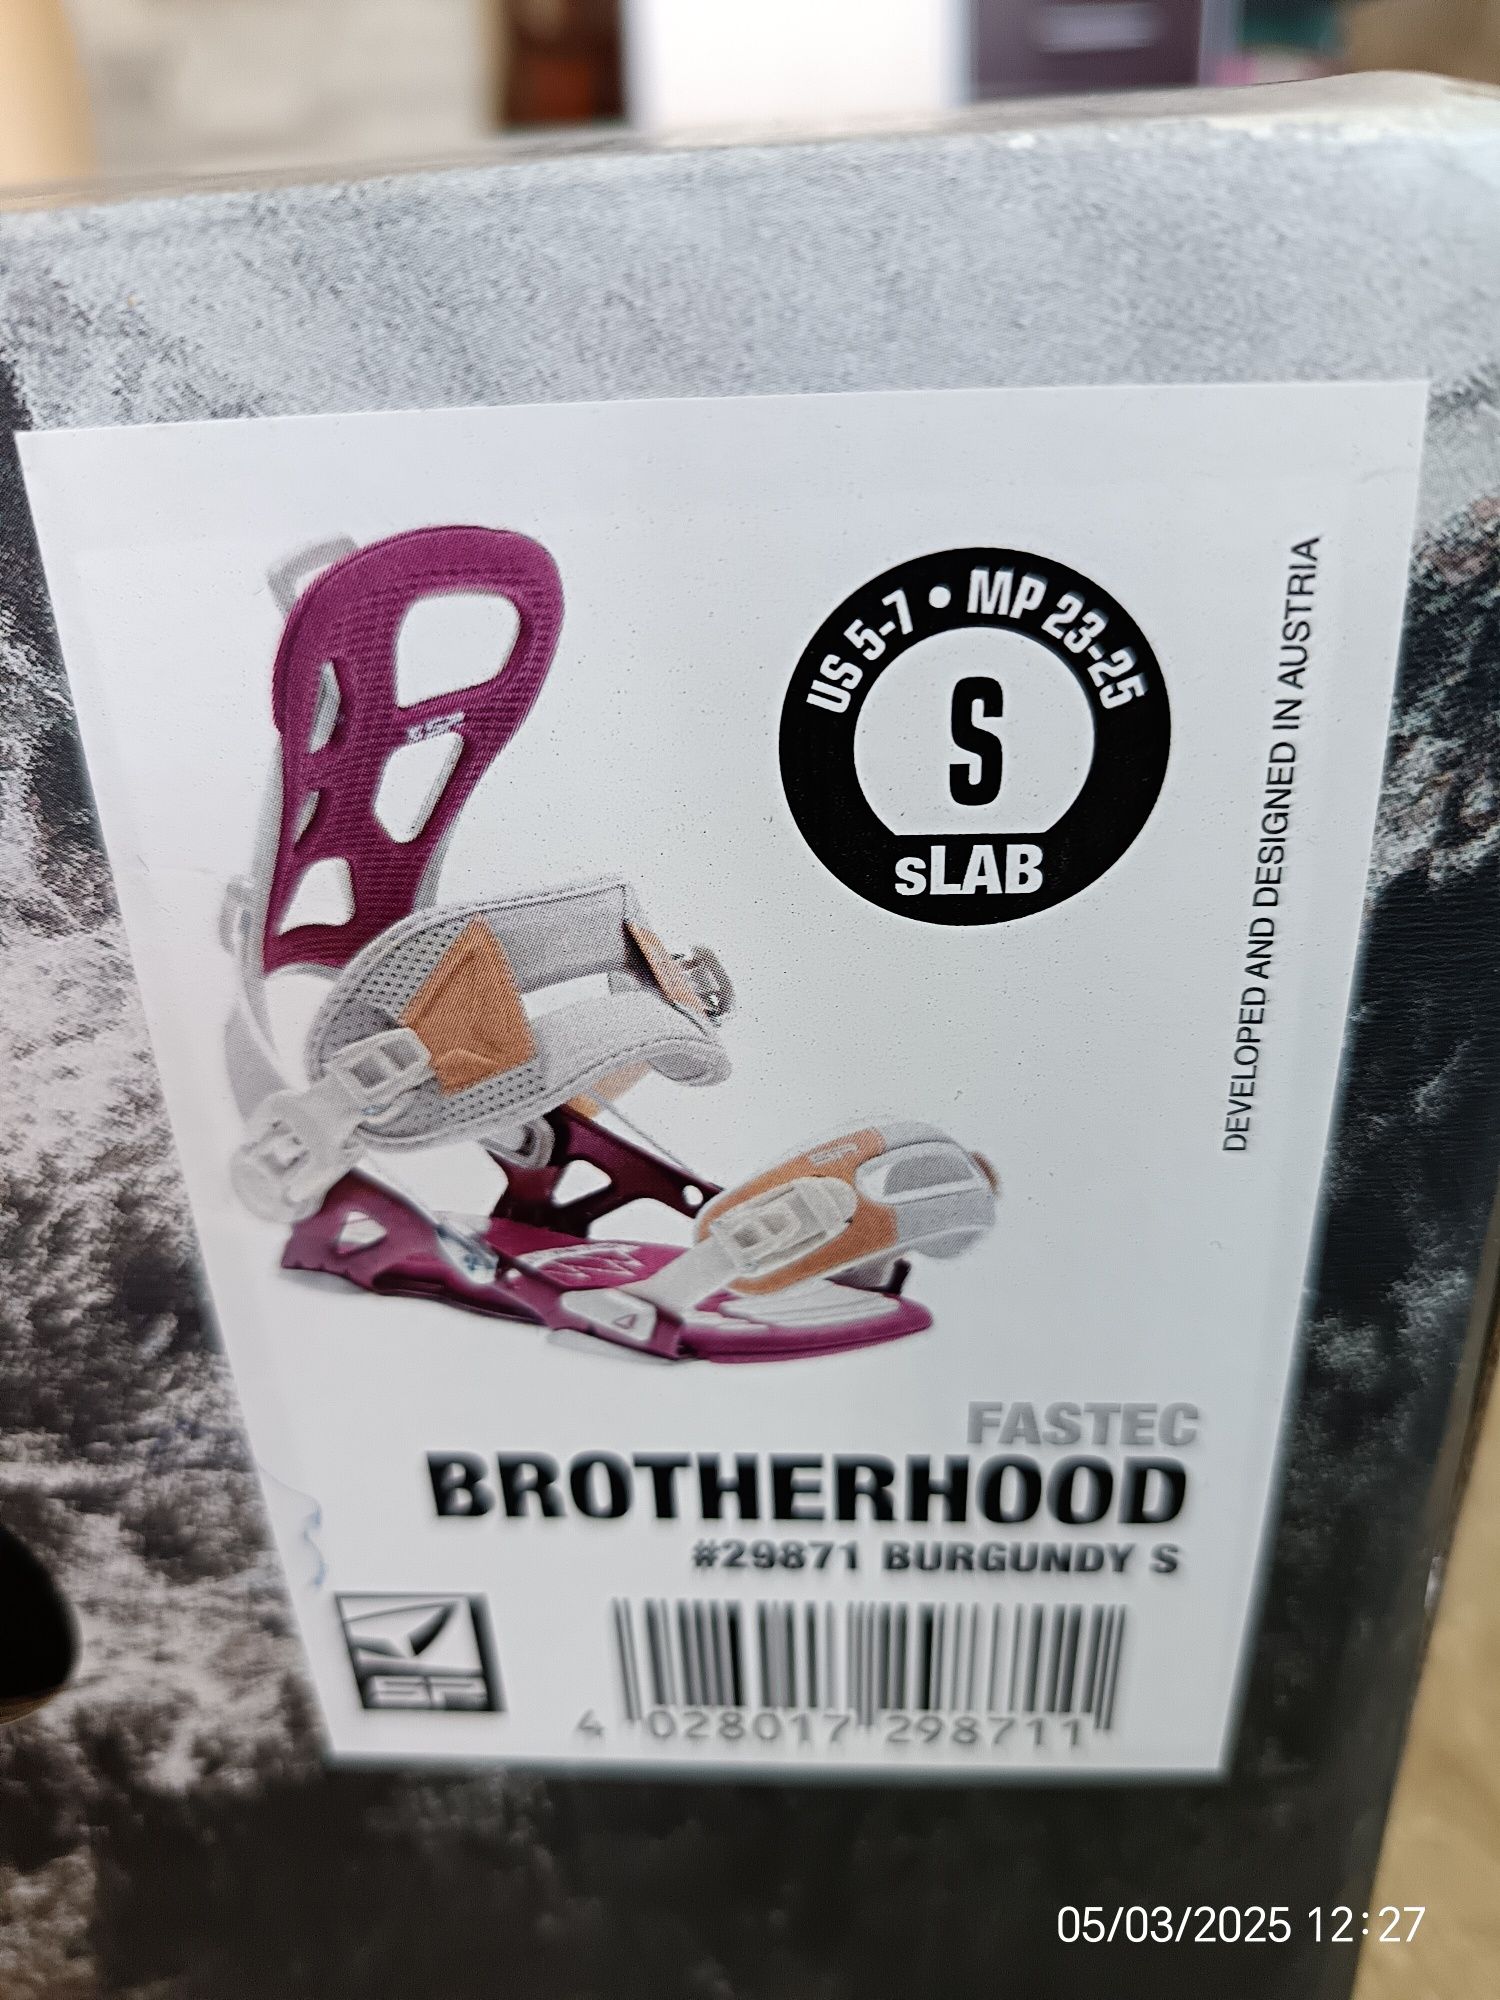 US 5-7 • MP 23-25
S
sLAB
DEVELOPED AND DESIGNED IN AUSTRIA
FASTEC
BROTHERHOOD
#29871 BURGUNDY S
SP
4 028017 298711
05/03/2025 12:27